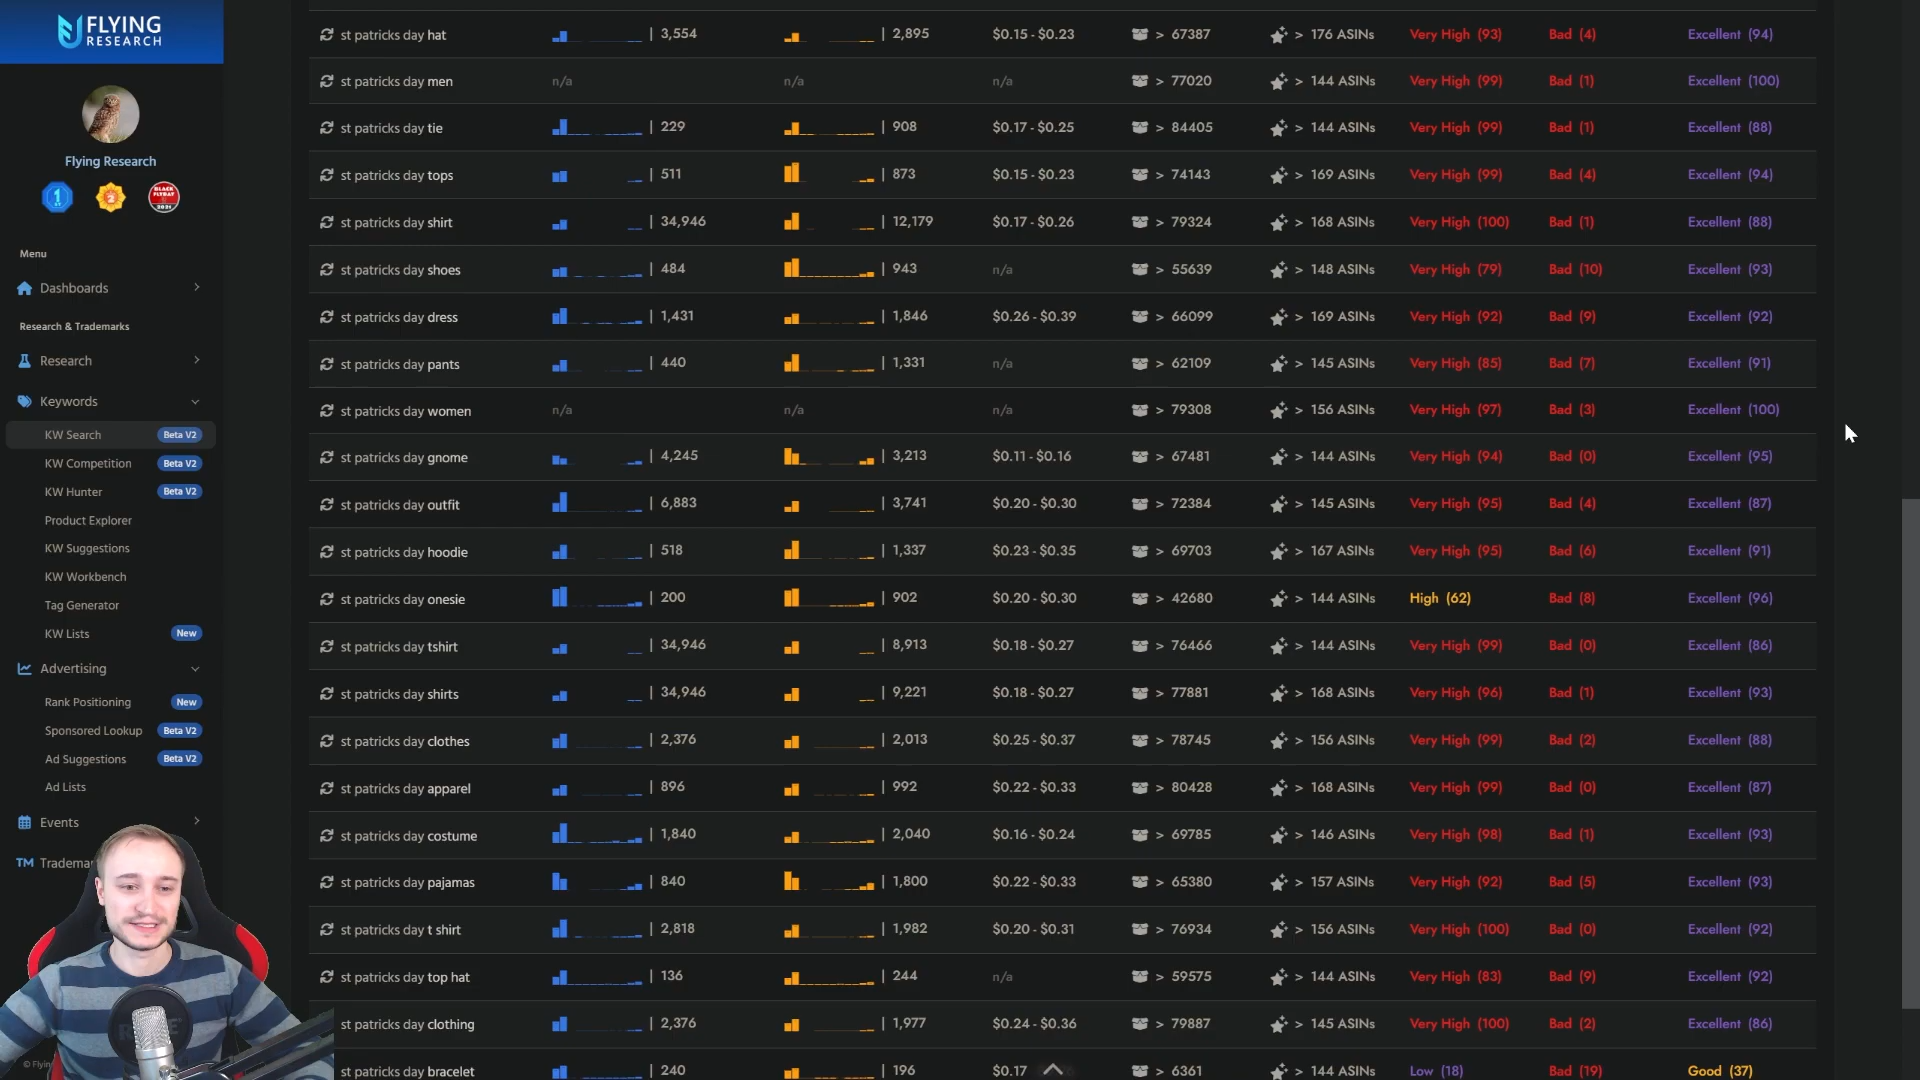 FLYING
RESEARCH
Flying Research
Menu
Dashboards
Research & Trademarks
Research
Keywords
KW Search Beta V2
KW Competition Beta V2
KW Hunter Beta V2
Product Explorer
KW Suggestions
KW Workbench
Tag Generator
KW Lists New
Advertising
Rank Positioning New
Sponsored Lookup Beta V2
Ad Suggestions Beta V2
Ad Lists
Events
TM Tradema
© Flyin
st patricks day hat | 3,554 | 2,895 $0.15 - $0.23 > 67387 > 176 ASINs Very High (93) Bad (4) Excellent (94)
st patricks day men n/a n/a n/a > 77020 > 144 ASINs Very High (99) Bad (1) Excellent (100)
st patricks day tie | 229 | 908 $0.17 - $0.25 > 84405 > 144 ASINs Very High (99) Bad (1) Excellent (88)
st patricks day tops | 511 | 873 $0.15 - $0.23 > 74143 > 169 ASINs Very High (99) Bad (4) Excellent (94)
st patricks day shirt | 34,946 | 12,179 $0.17 - $0.26 > 79324 > 168 ASINs Very High (100) Bad (1) Excellent (88)
st patricks day shoes | 484 | 943 n/a > 55639 > 148 ASINs Very High (79) Bad (10) Excellent (93)
st patricks day dress | 1,431 | 1,846 $0.26 - $0.39 > 66099 > 169 ASINs Very High (92) Bad (9) Excellent (92)
st patricks day pants | 440 | 1,331 n/a > 62109 > 145 ASINs Very High (85) Bad (7) Excellent (91)
st patricks day women n/a n/a n/a > 79308 > 156 ASINs Very High (97) Bad (3) Excellent (100)
st patricks day gnome | 4,245 | 3,213 $0.11 - $0.16 > 67481 > 144 ASINs Very High (94) Bad (0) Excellent (95)
st patricks day outfit | 6,883 | 3,741 $0.20 - $0.30 > 72384 > 145 ASINs Very High (95) Bad (4) Excellent (87)
st patricks day hoodie | 518 | 1,337 $0.23 - $0.35 > 69703 > 167 ASINs Very High (95) Bad (6) Excellent (91)
st patricks day onesie | 200 | 902 $0.20 - $0.30 > 42680 > 144 ASINs High (62) Bad (8) Excellent (96)
st patricks day tshirt | 34,946 | 8,913 $0.18 - $0.27 > 76466 > 144 ASINs Very High (99) Bad (0) Excellent (86)
st patricks day shirts | 34,946 | 9,221 $0.18 - $0.27 > 77881 > 168 ASINs Very High (96) Bad (1) Excellent (93)
st patricks day clothes | 2,376 | 2,013 $0.25 - $0.37 > 78745 > 156 ASINs Very High (99) Bad (2) Excellent (88)
st patricks day apparel | 896 | 992 $0.22 - $0.33 > 80428 > 168 ASINs Very High (99) Bad (0) Excellent (87)
st patricks day costume | 1,840 | 2,040 $0.16 - $0.24 > 69785 > 146 ASINs Very High (98) Bad (1) Excellent (93)
st patricks day pajamas | 840 | 1,800 $0.22 - $0.33 > 65380 > 157 ASINs Very High (92) Bad (5) Excellent (93)
st patricks day t shirt | 2,818 | 1,982 $0.20 - $0.31 > 76934 > 156 ASINs Very High (100) Bad (0) Excellent (92)
st patricks day top hat | 136 | 244 n/a > 59575 > 144 ASINs Very High (83) Bad (9) Excellent (92)
st patricks day clothing | 2,376 | 1,977 $0.24 - $0.36 > 79887 > 145 ASINs Very High (100) Bad (2) Excellent (86)
st patricks day bracelet | 240 | 196 $0.17 > 6361 > 144 ASINs Low (18) Bad (19) Good (37)